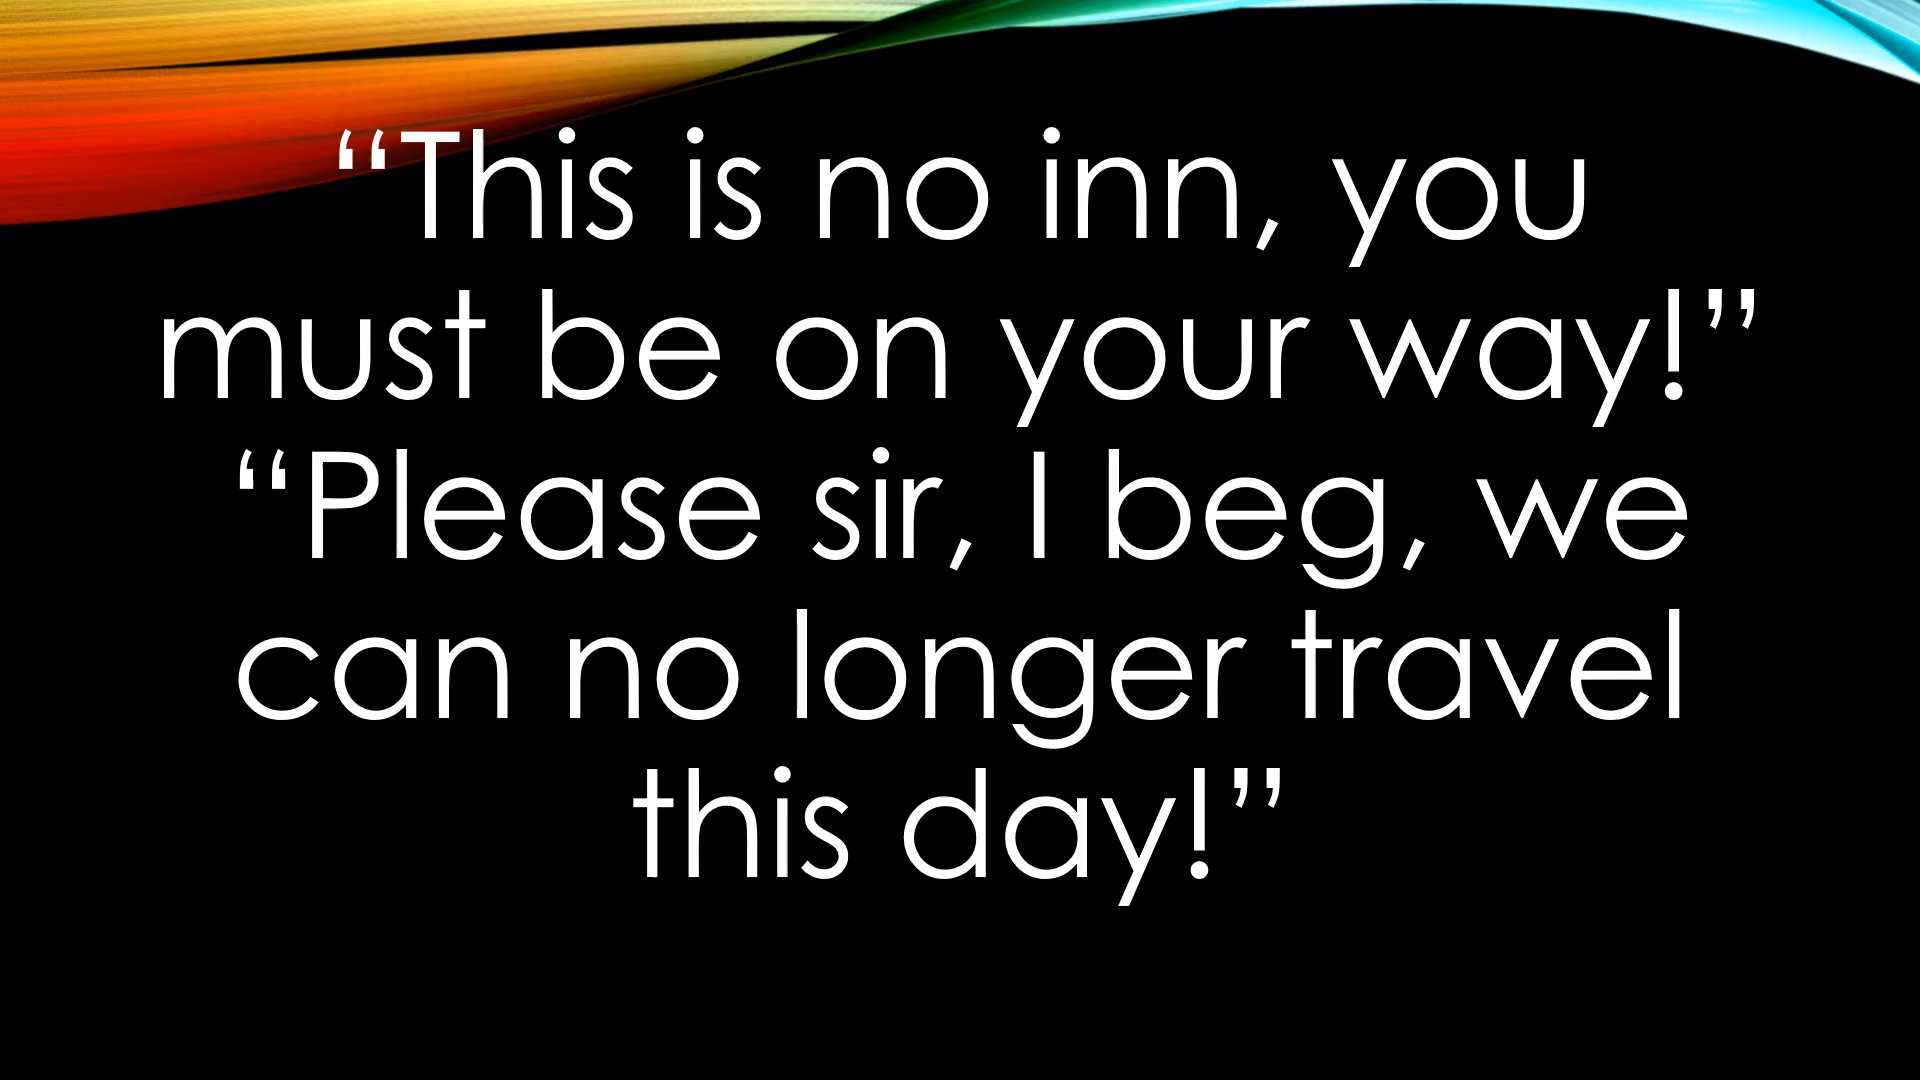 “This is no inn, you
must be on your way!”
“Please sir, I beg, we
can no longer travel
this day!”